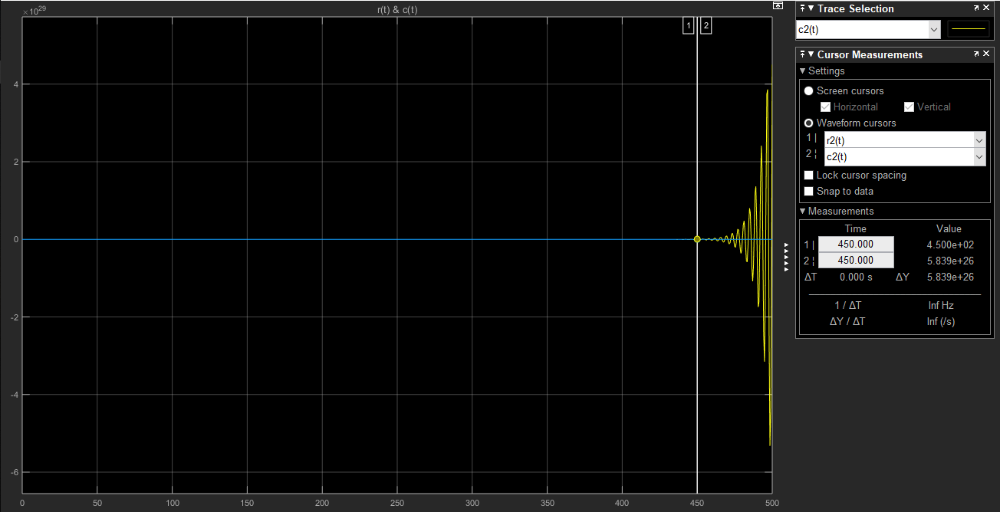 ×10^29
r(t) & c(t)
1 2
4
2
0
-2
-4
-6
0 50 100 150 200 250 300 350 400 450 500
Trace Selection
c2(t)
Cursor Measurements
Settings
Screen cursors
Horizontal Vertical
Waveform cursors
1 | r2(t)
2 ¦ c2(t)
Lock cursor spacing
Snap to data
Measurements
Time Value
1 | 450.000 4.500e+02
2 ¦ 450.000 5.839e+26
ΔT 0.000 s ΔY 5.839e+26
1 / ΔT Inf Hz
ΔY / ΔT Inf (/s)